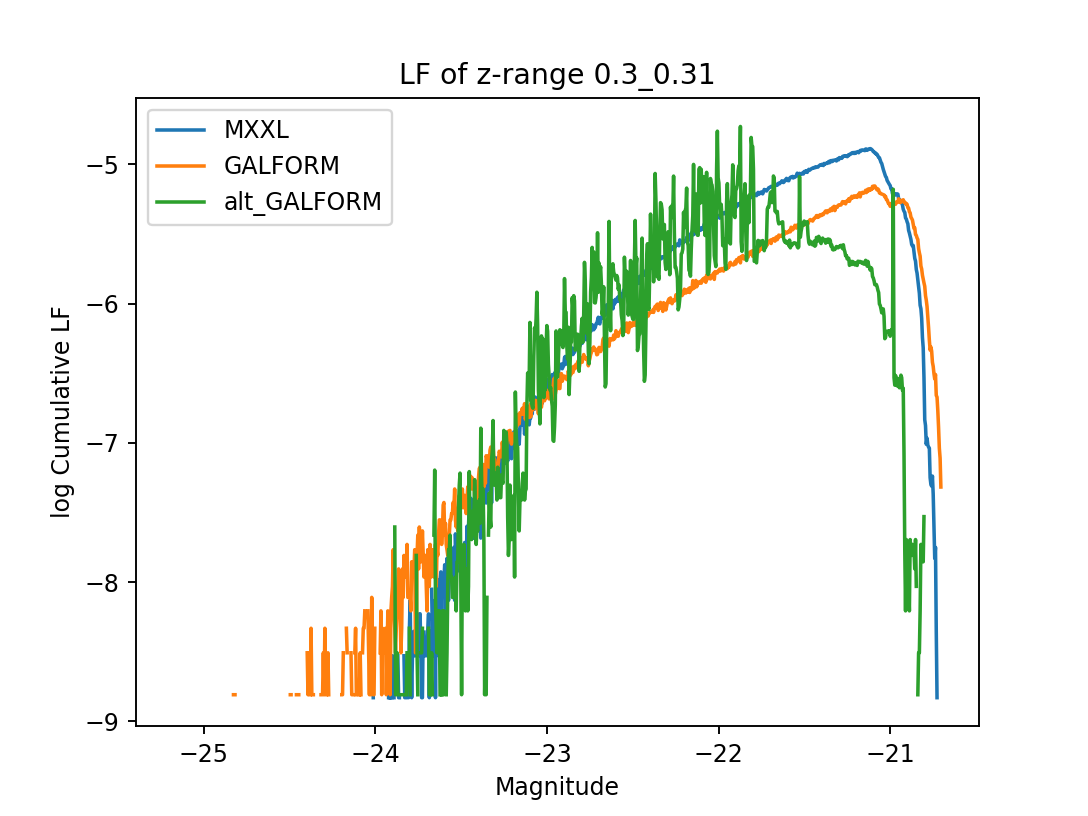 LF of z-range 0.3_0.31
MXXL
GALFORM
alt_GALFORM
log Cumulative LF
−5
−6
−7
−8
−9
−25
−24
−23
−22
−21
Magnitude